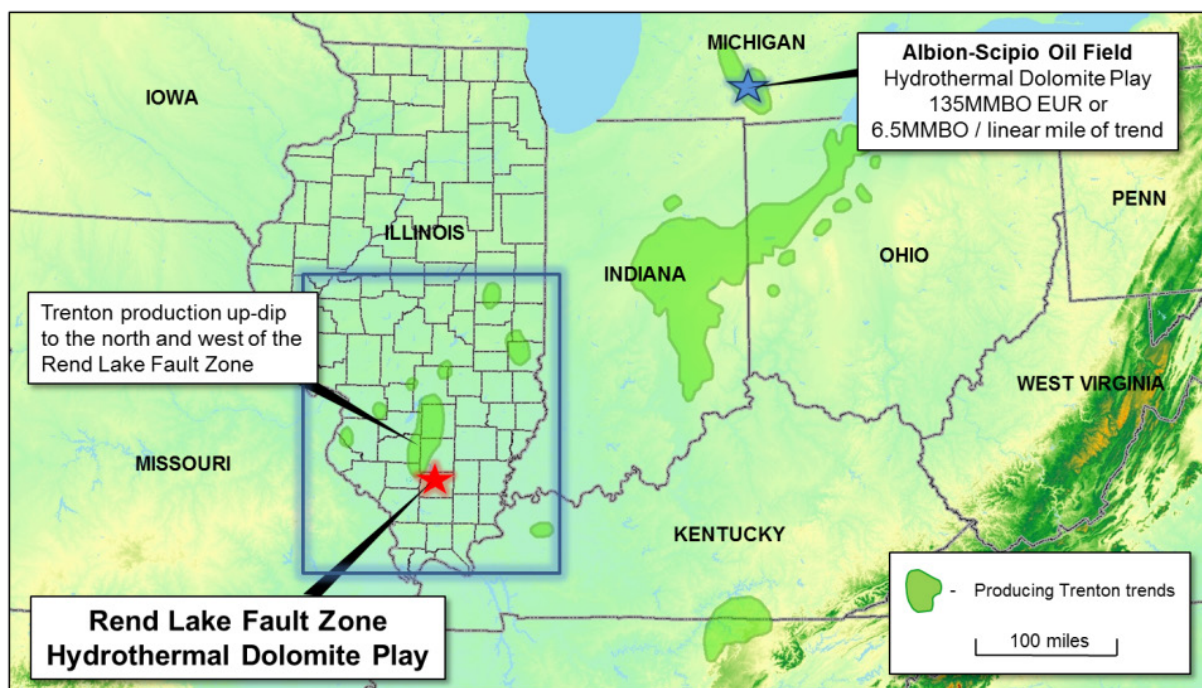 MICHIGAN
Albion-Scipio Oil Field
Hydrothermal Dolomite Play
135MMBO EUR or
6.5MMBO / linear mile of trend
IOWA
PENN
ILLINOIS
INDIANA
OHIO
Trenton production up-dip
to the north and west of the
Rend Lake Fault Zone
WEST VIRGINIA
MISSOURI
KENTUCKY
Rend Lake Fault Zone
Hydrothermal Dolomite Play
- Producing Trenton trends
100 miles